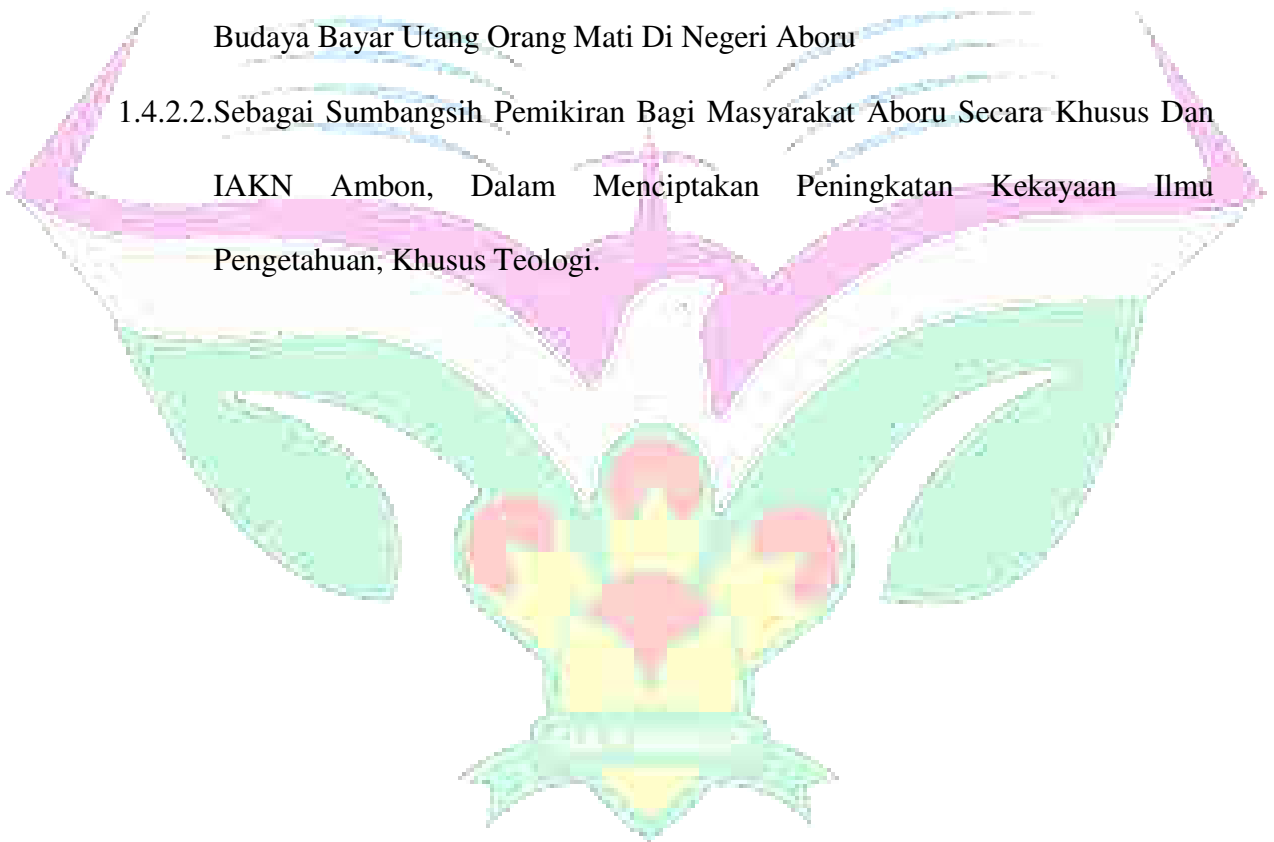 Budaya Bayar Utang Orang Mati Di Negeri Aboru
1.4.2.2.Sebagai Sumbangsih Pemikiran Bagi Masyarakat Aboru Secara Khusus Dan
IAKN Ambon, Dalam Menciptakan Peningkatan Kekayaan Ilmu
Pengetahuan, Khusus Teologi.